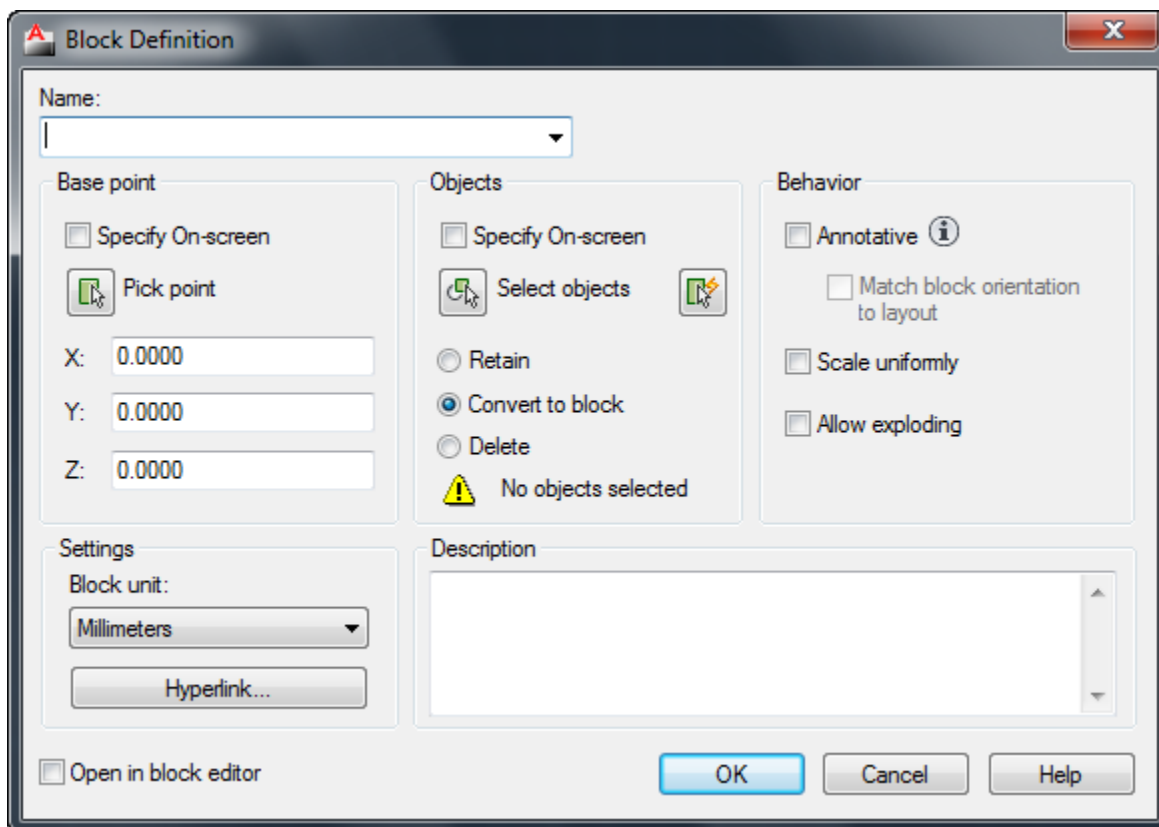 Block Definition
Name:
Base point
Specify On-screen
Pick point
X: 0.0000
Y: 0.0000
Z: 0.0000
Objects
Specify On-screen
Select objects
Retain
Convert to block
Delete
No objects selected
Behavior
Annotative
Match block orientation
to layout
Scale uniformly
Allow exploding
Settings
Block unit:
Millimeters
Hyperlink...
Description
Open in block editor
OK
Cancel
Help